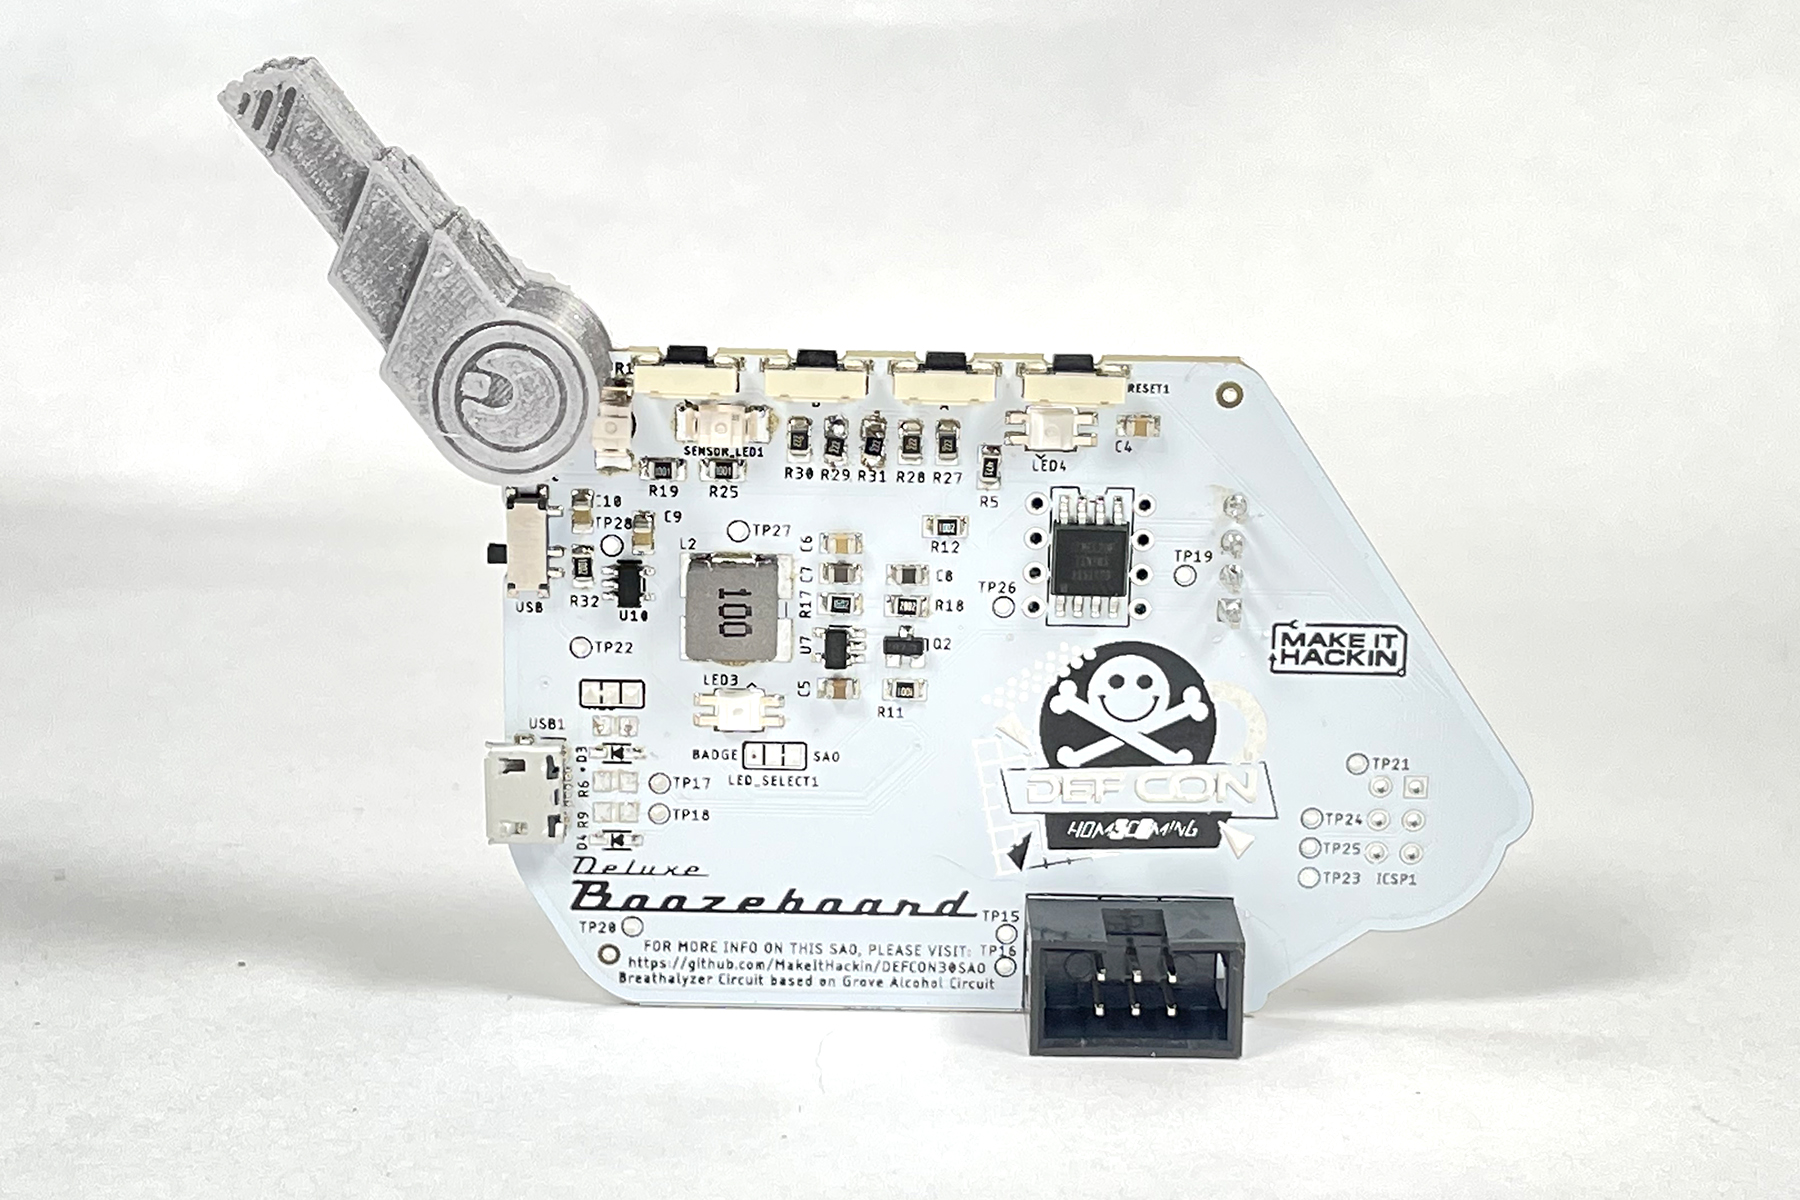 R1
RESET1
SENSOR_LED1
LED4
C4
R30
R29
R31
R28
R27
R19
R25
R5
C10
TP28
C9
TP27
L2
C6
R12
TP19
C7
C8
TP26
USB
R32
U10
100
R17
R18
TP22
U7
Q2
MAKE IT
HACKIN
LED3
C5
R11
USB1
BADGE
SAO
LED_SELECT1
D3
R6
TP17
R9
TP18
D4
DEF CON
HOMECOMING
TP21
TP24
TP25
TP23
ICSP1
Deluxe
Boozeboard
TP15
TP20
FOR MORE INFO ON THIS SAO, PLEASE VISIT:
TP16
https://github.com/MakeItHackin/DEFCON30SAO
Breathalyzer Circuit based on Grove Alcohol Circuit